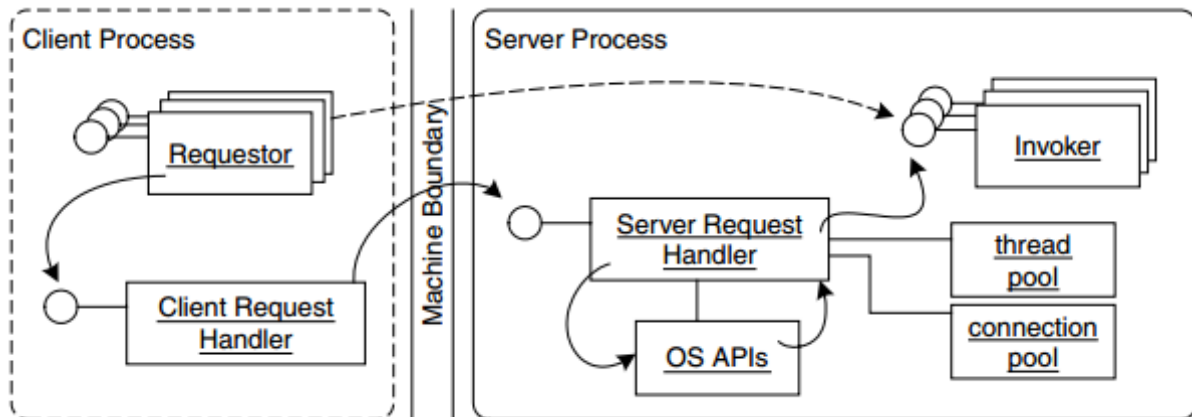 Client Process
Server Process
Machine Boundary
Requestor
Invoker
Server Request
Handler
thread
pool
Client Request
Handler
OS APIs
connection
pool